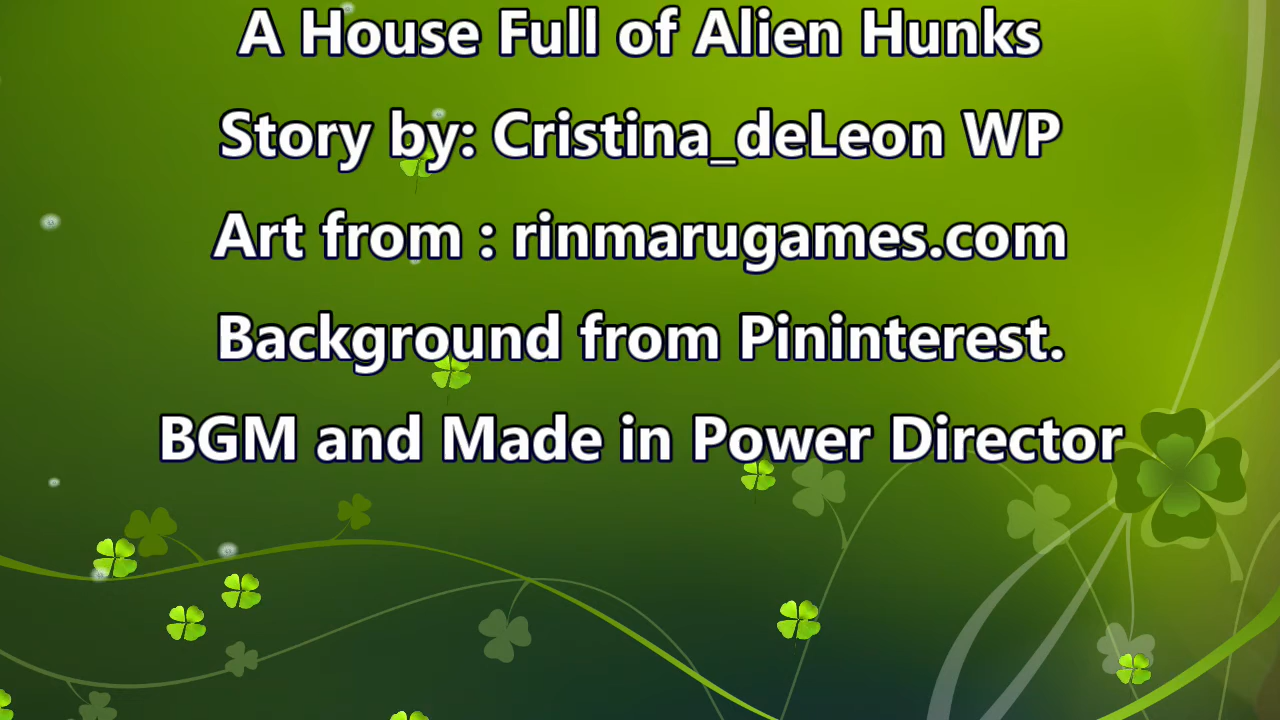 A House Full of Alien Hunks
Story by: Cristina_deLeon WP
Art from : rinmarugames.com
Background from Pininterest.
BGM and Made in Power Director